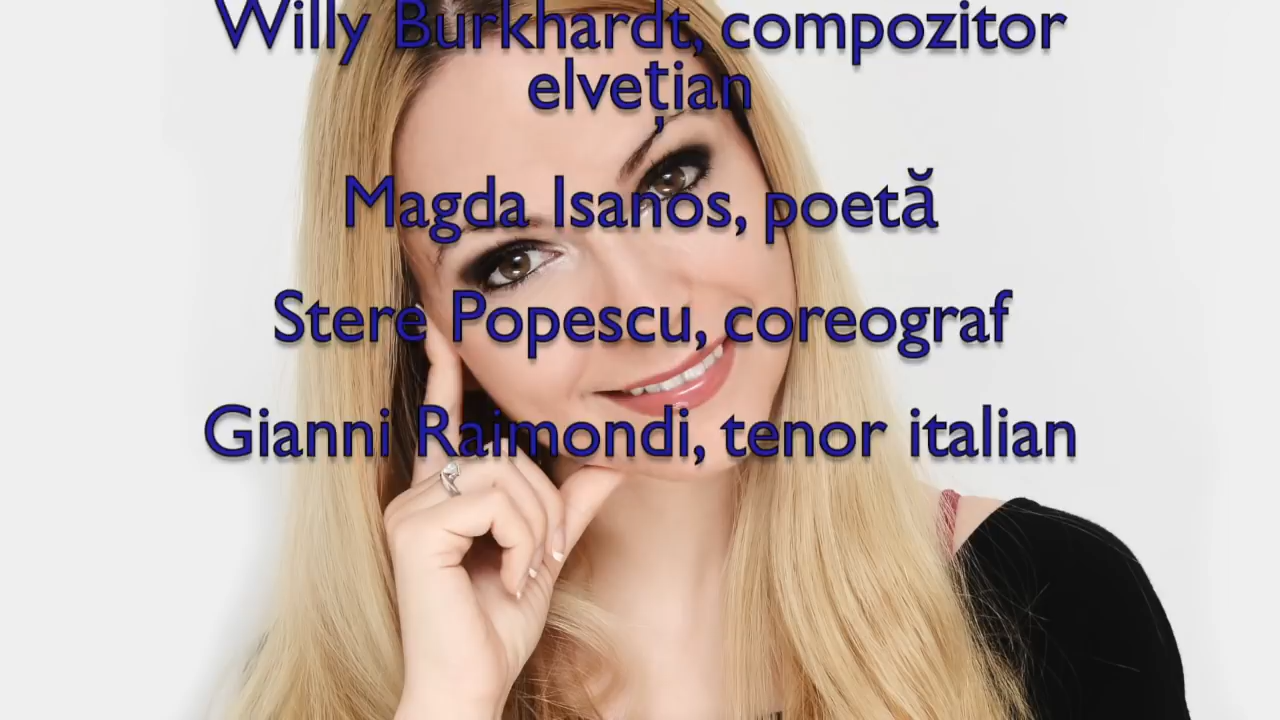 Willy Burkhardt, compozitor
elvețian
Magda Isanos, poetă
Stere Popescu, coreograf
Gianni Raimondi, tenor italian